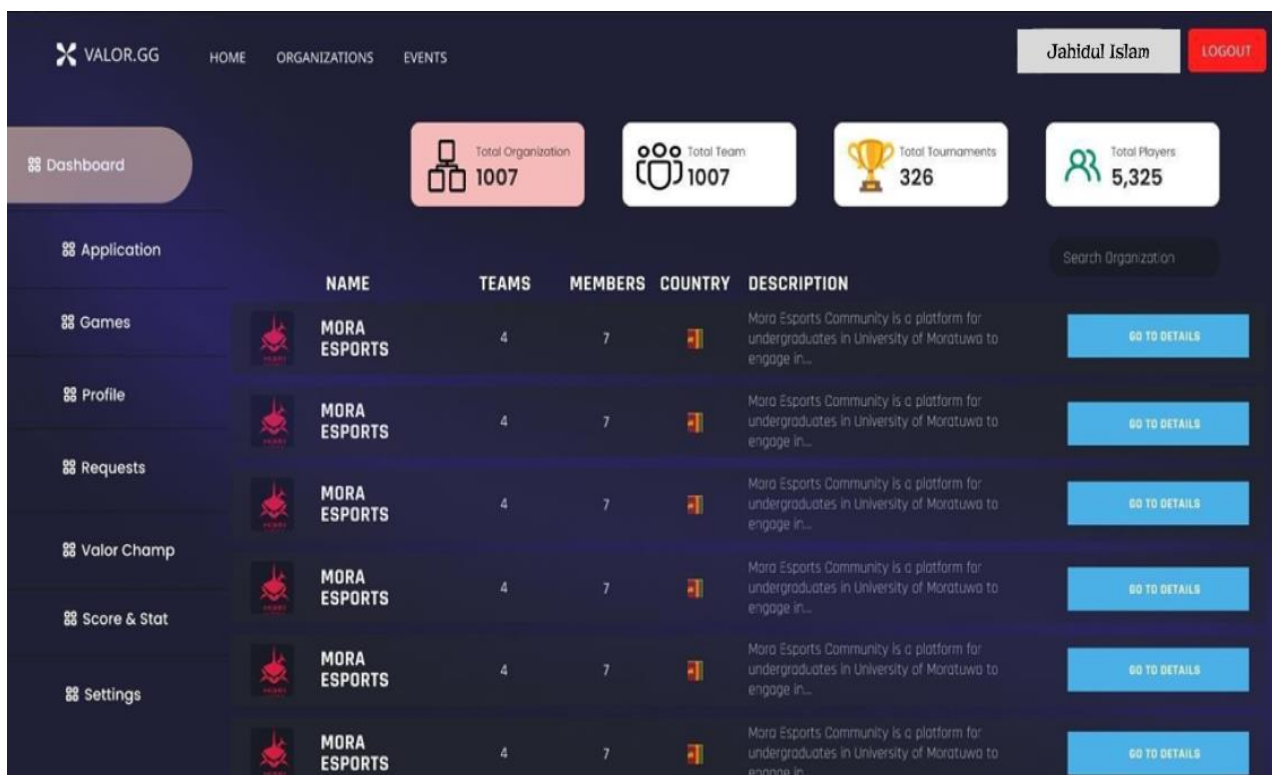 VALOR.GG
HOME ORGANIZATIONS EVENTS
Jahidul Islam
LOGOUT
Dashboard
Application
Games
Profile
Requests
Valor Champ
Score & Stat
Settings
Total Organization
1007
Total Team
1007
Total Tournaments
326
Total Players
5,325
Search Organization
NAME TEAMS MEMBERS COUNTRY DESCRIPTION
MORA
ESPORTS
4 7
Mora Esports Community is a platform for
undergraduates in University of Moratuwa to
engage in...
GO TO DETAILS
MORA
ESPORTS
4 7
Mora Esports Community is a platform for
undergraduates in University of Moratuwa to
engage in...
GO TO DETAILS
MORA
ESPORTS
4 7
Mora Esports Community is a platform for
undergraduates in University of Moratuwa to
engage in...
GO TO DETAILS
MORA
ESPORTS
4 7
Mora Esports Community is a platform for
undergraduates in University of Moratuwa to
engage in...
GO TO DETAILS
MORA
ESPORTS
4 7
Mora Esports Community is a platform for
undergraduates in University of Moratuwa to
engage in...
GO TO DETAILS
MORA
ESPORTS
4 7
Mora Esports Community is a platform for
undergraduates in University of Moratuwa to
engage in
GO TO DETAILS